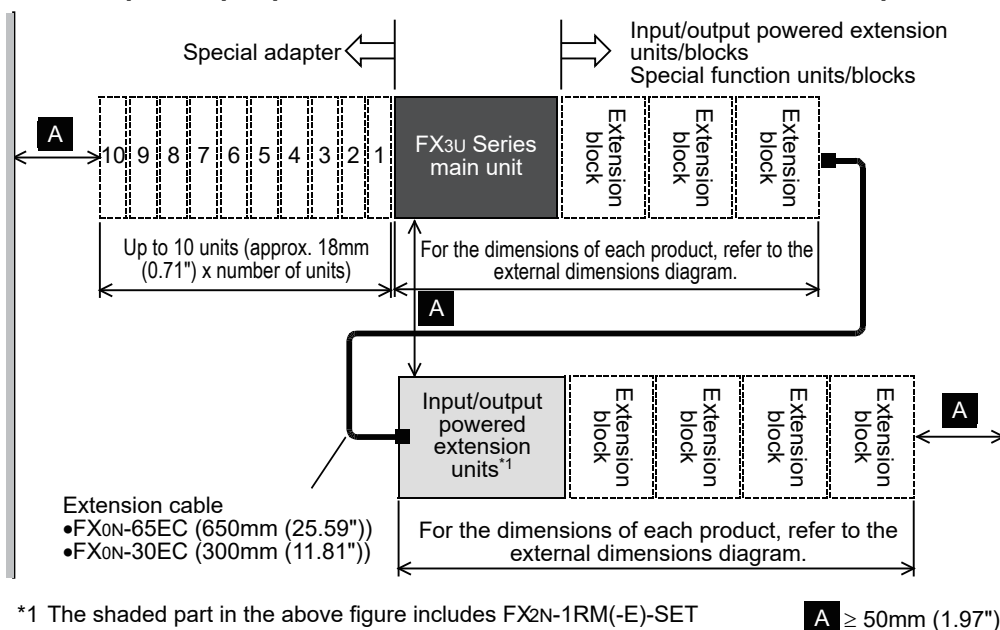 Special adapter
Input/output powered extension
units/blocks
Special function units/blocks
A
10 9 8 7 6 5 4 3 2 1
FX3U Series
main unit
Extension
block
Extension
block
Extension
block
Up to 10 units (approx. 18mm
(0.71") x number of units)
For the dimensions of each product, refer to the
external dimensions diagram.
A
Input/output
powered
extension
units*1
Extension
block
Extension
block
Extension
block
Extension
block
A
Extension cable
•FX0N-65EC (650mm (25.59"))
•FX0N-30EC (300mm (11.81"))
For the dimensions of each product, refer to the
external dimensions diagram.
*1 The shaded part in the above figure includes FX2N-1RM(-E)-SET
A ≥ 50mm (1.97")